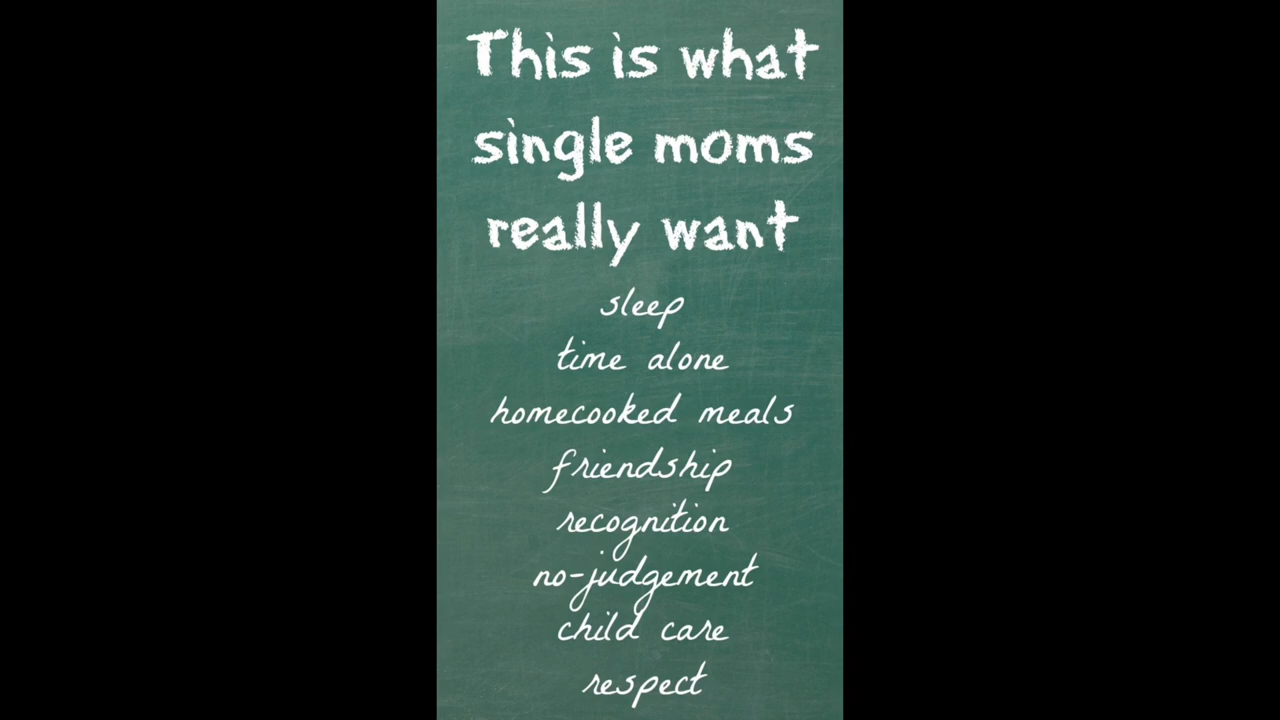 This is what
single moms
really want
sleep
time alone
homecooked meals
friendship
recognition
no-judgement
child care
respect